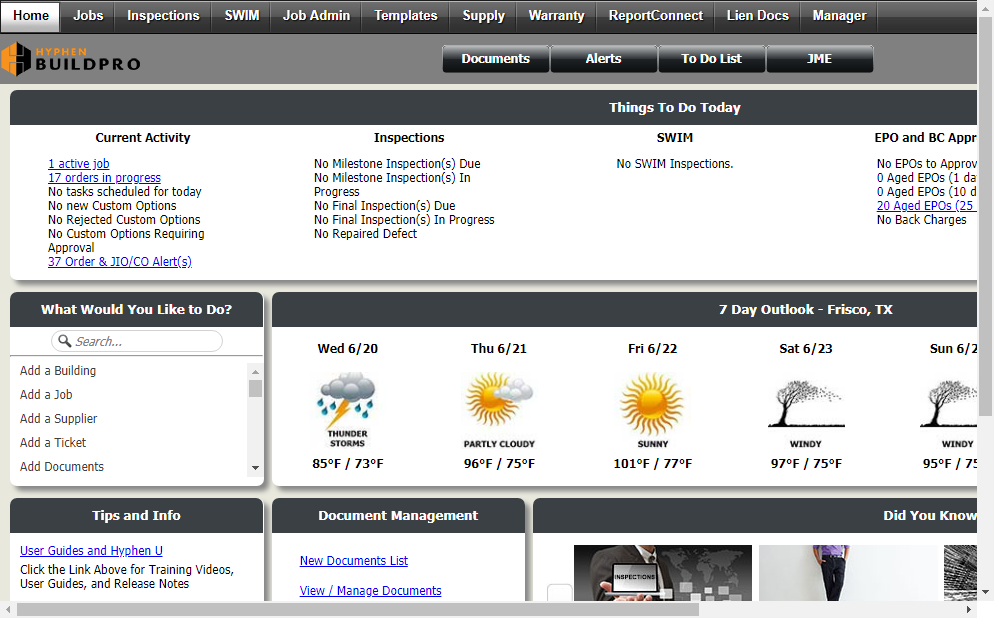 Home Jobs Inspections SWIM Job Admin Templates Supply Warranty ReportConnect Lien Docs Manager
HYPHEN
BUILDPRO
Documents Alerts To Do List JME
Things To Do Today
Current Activity
1 active job
17 orders in progress
No tasks scheduled for today
No new Custom Options
No Rejected Custom Options
No Custom Options Requiring
Approval
37 Order & JIO/CO Alert(s)
Inspections
No Milestone Inspection(s) Due
No Milestone Inspection(s) In
Progress
No Final Inspection(s) Due
No Final Inspection(s) In Progress
No Repaired Defect
SWIM
No SWIM Inspections.
EPO and BC Appr
No EPOs to Approv
0 Aged EPOs (1 da
0 Aged EPOs (10 d
20 Aged EPOs (25
No Back Charges
What Would You Like to Do?
Search...
Add a Building
Add a Job
Add a Supplier
Add a Ticket
Add Documents
7 Day Outlook - Frisco, TX
Wed 6/20 Thu 6/21 Fri 6/22 Sat 6/23 Sun 6/2
THUNDER
STORMS
PARTLY CLOUDY
SUNNY
WINDY
WINDY
85°F / 73°F 96°F / 75°F 101°F / 77°F 97°F / 75°F 95°F / 75
Tips and Info
User Guides and Hyphen U
Click the Link Above for Training Videos,
User Guides, and Release Notes
Document Management
New Documents List
View / Manage Documents
Did You Know
INSPECTIONS